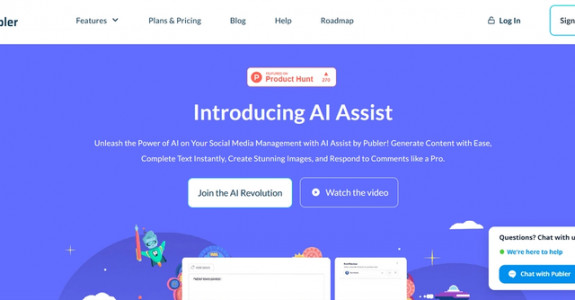 bler
Features
Plans & Pricing
Blog
Help
Roadmap
Log In
Sign
FEATURED ON
Product Hunt
Introducing AI Assist
Unleash the Power of AI on Your Social Media Management with AI Assist by Publer! Generate Content with Ease,
Complete Text Instantly, Create Stunning Images, and Respond to Comments like a Pro.
Join the AI Revolution
Watch the video
Questions? Chat with u
We're here to help
Chat with Publer